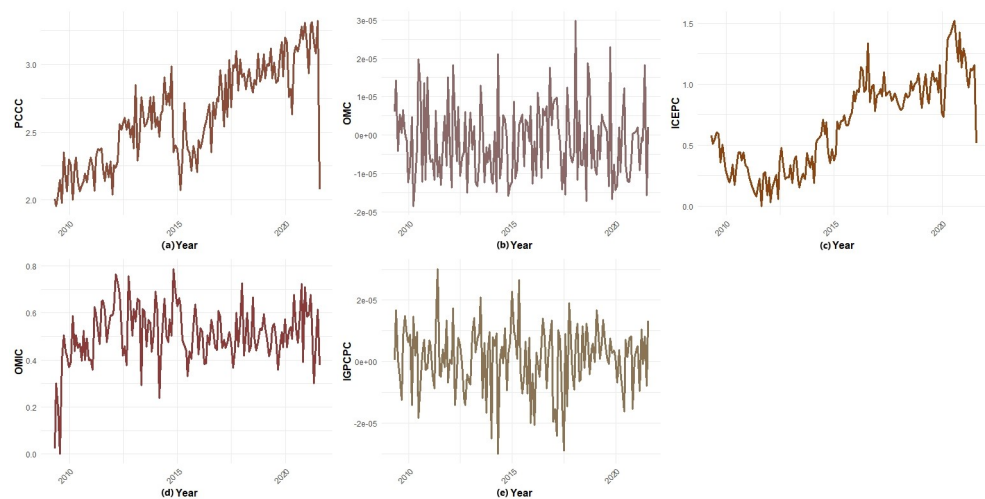 PCCC
3.0
2.5
2.0
2010
2015
2020
(a) Year
OMC
3e-05
2e-05
1e-05
0e+00
-1e-05
-2e-05
2010
2015
2020
(b) Year
ICEPC
1.5
1.0
0.5
0.0
2010
2015
2020
(c) Year
OMIC
0.8
0.6
0.4
0.2
0.0
2010
2015
2020
(d) Year
IGPCPC
2e-05
0e+00
-2e-05
2010
2015
2020
(e) Year